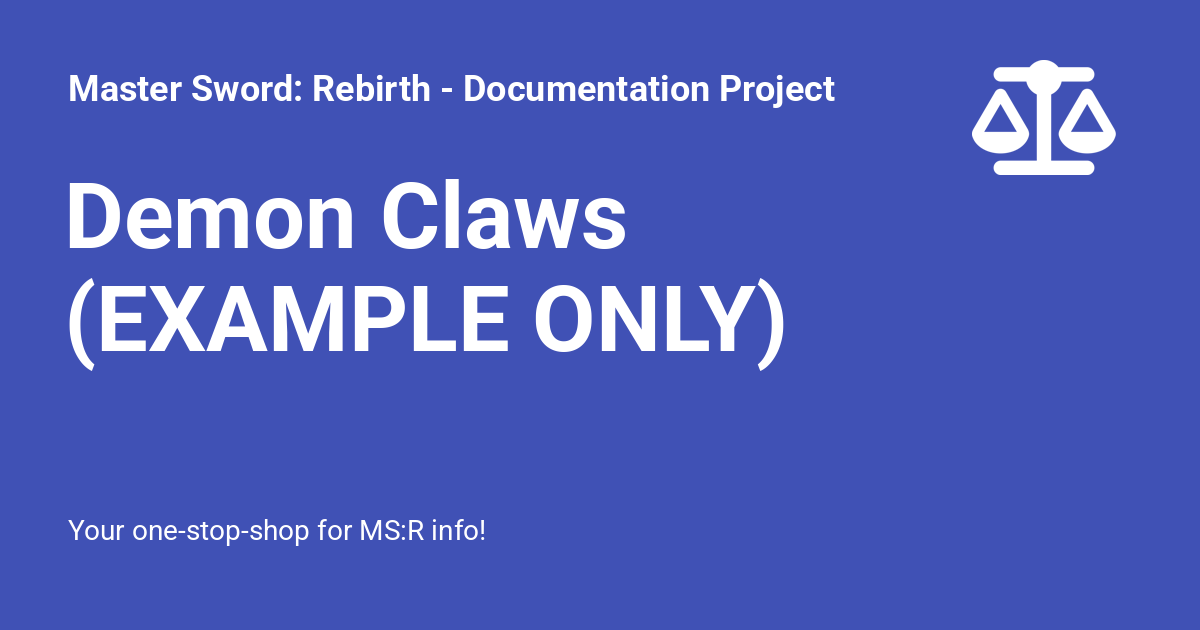 Master Sword: Rebirth - Documentation Project
Demon Claws
(EXAMPLE ONLY)
Your one-stop-shop for MS:R info!